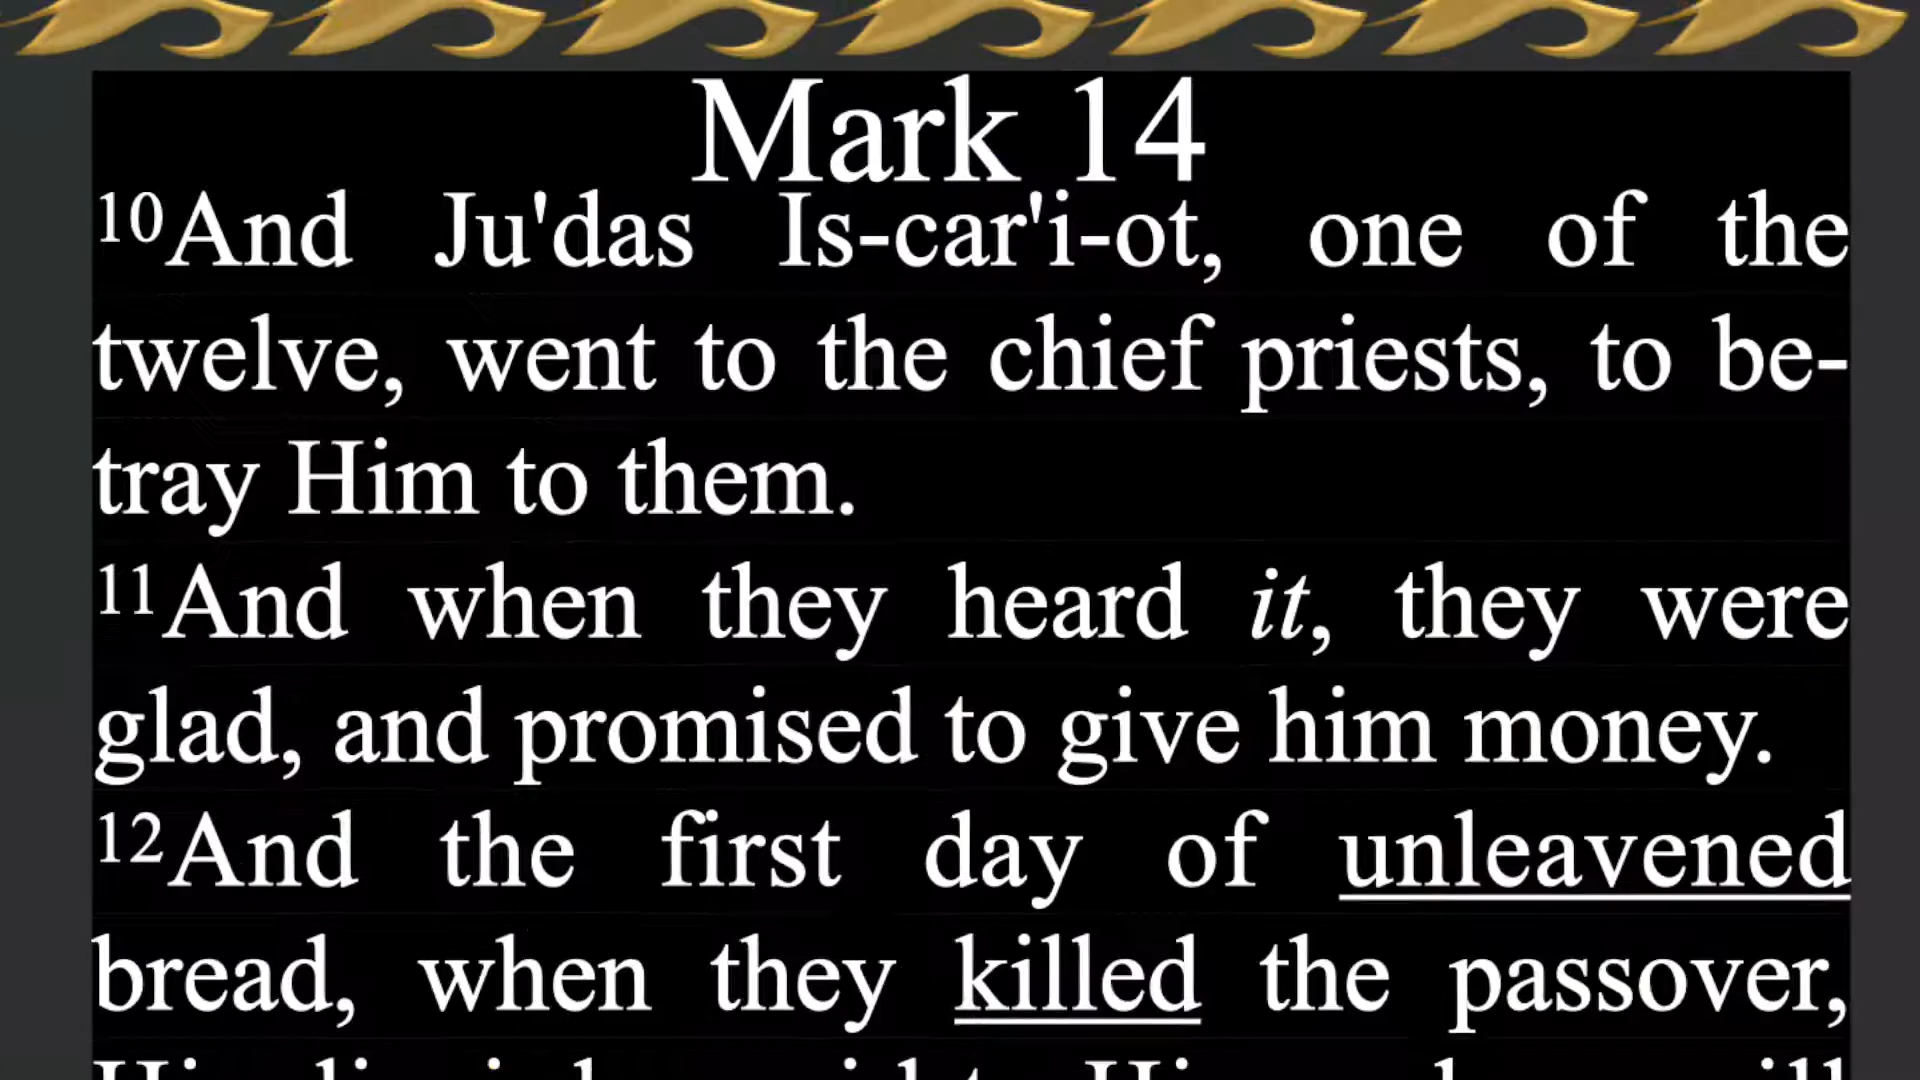 Mark 14
10And Ju'das Is-car'i-ot, one of the
twelve, went to the chief priests, to be-
tray Him to them.
11And when they heard it, they were
glad, and promised to give him money.
12And the first day of unleavened
bread, when they killed the passover,